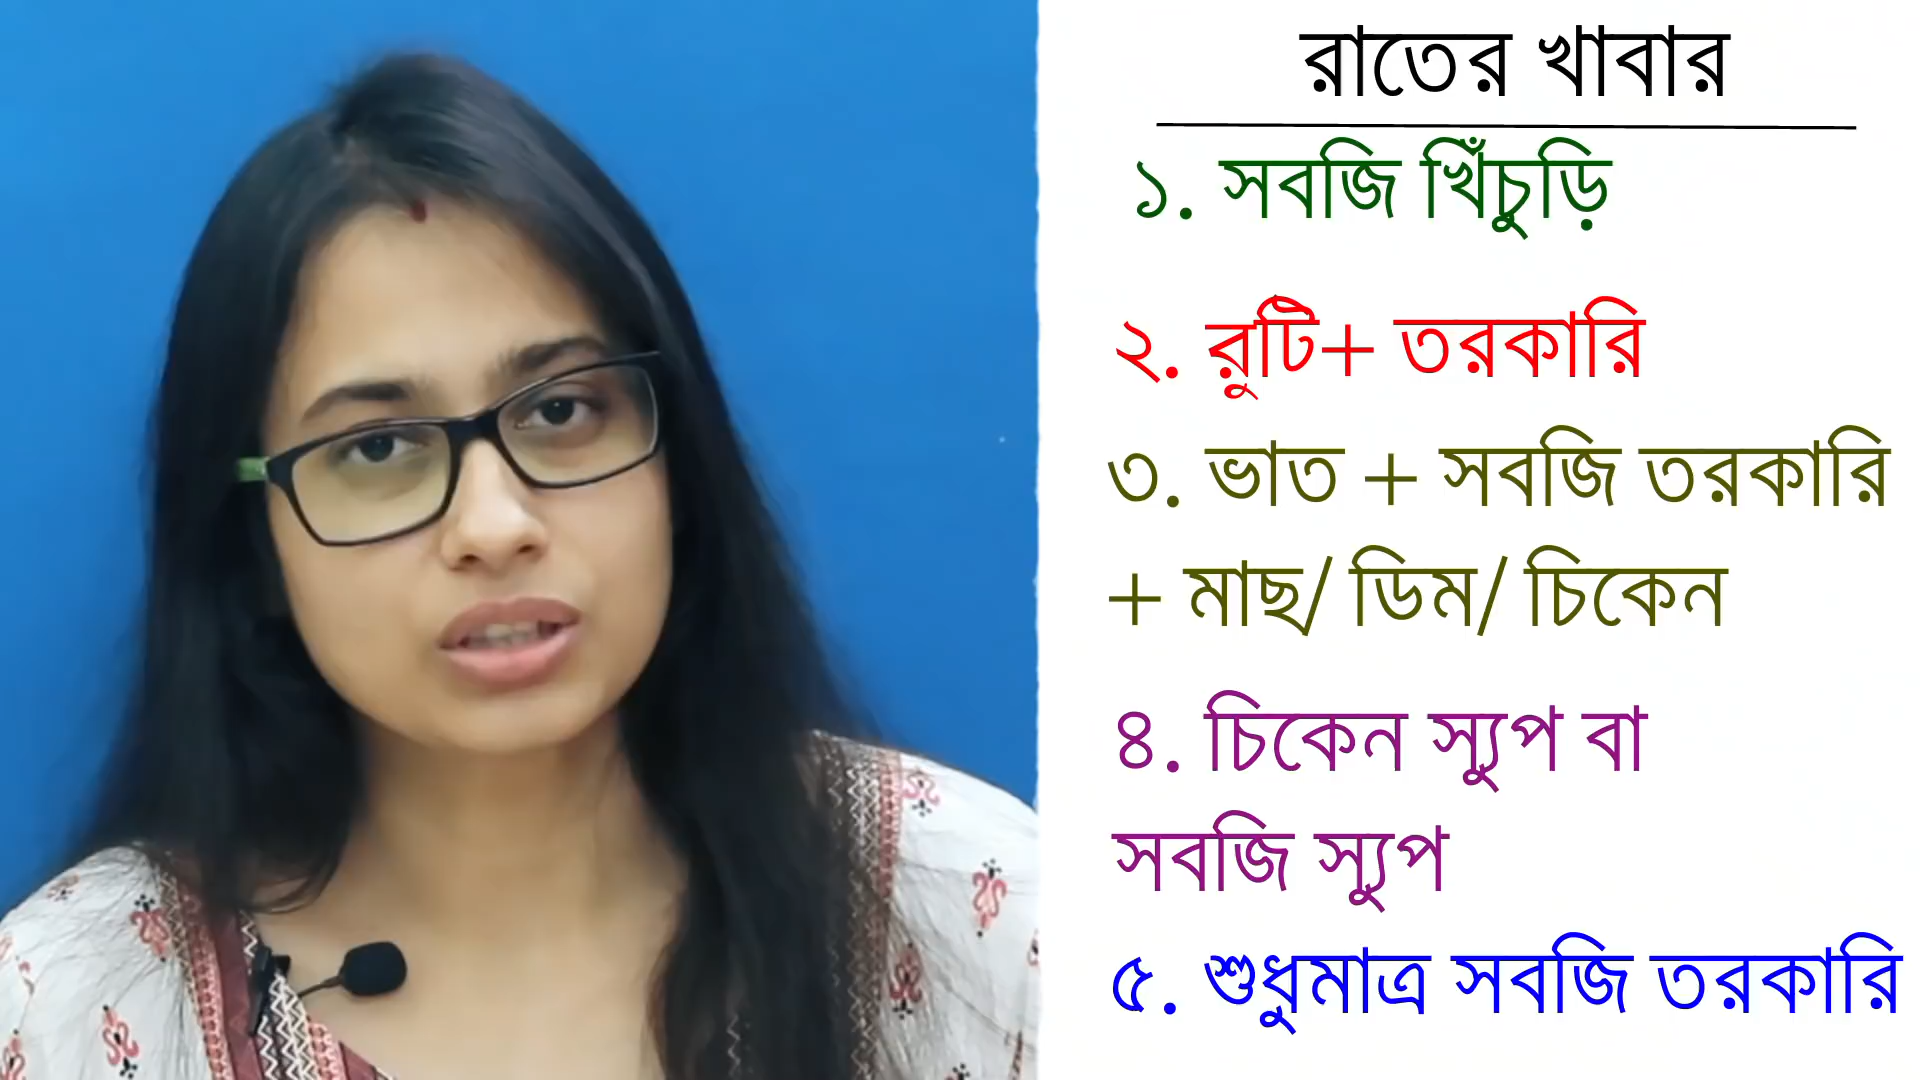 রাতের খাবার
১. সবজি খিঁচুড়ি
২. রুটি+ তরকারি
৩. ভাত + সবজি তরকারি
+ মাছ/ ডিম/ চিকেন
৪. চিকেন স্যুপ বা
সবজি স্যুপ
৫. শুধুমাত্র সবজি তরকারি